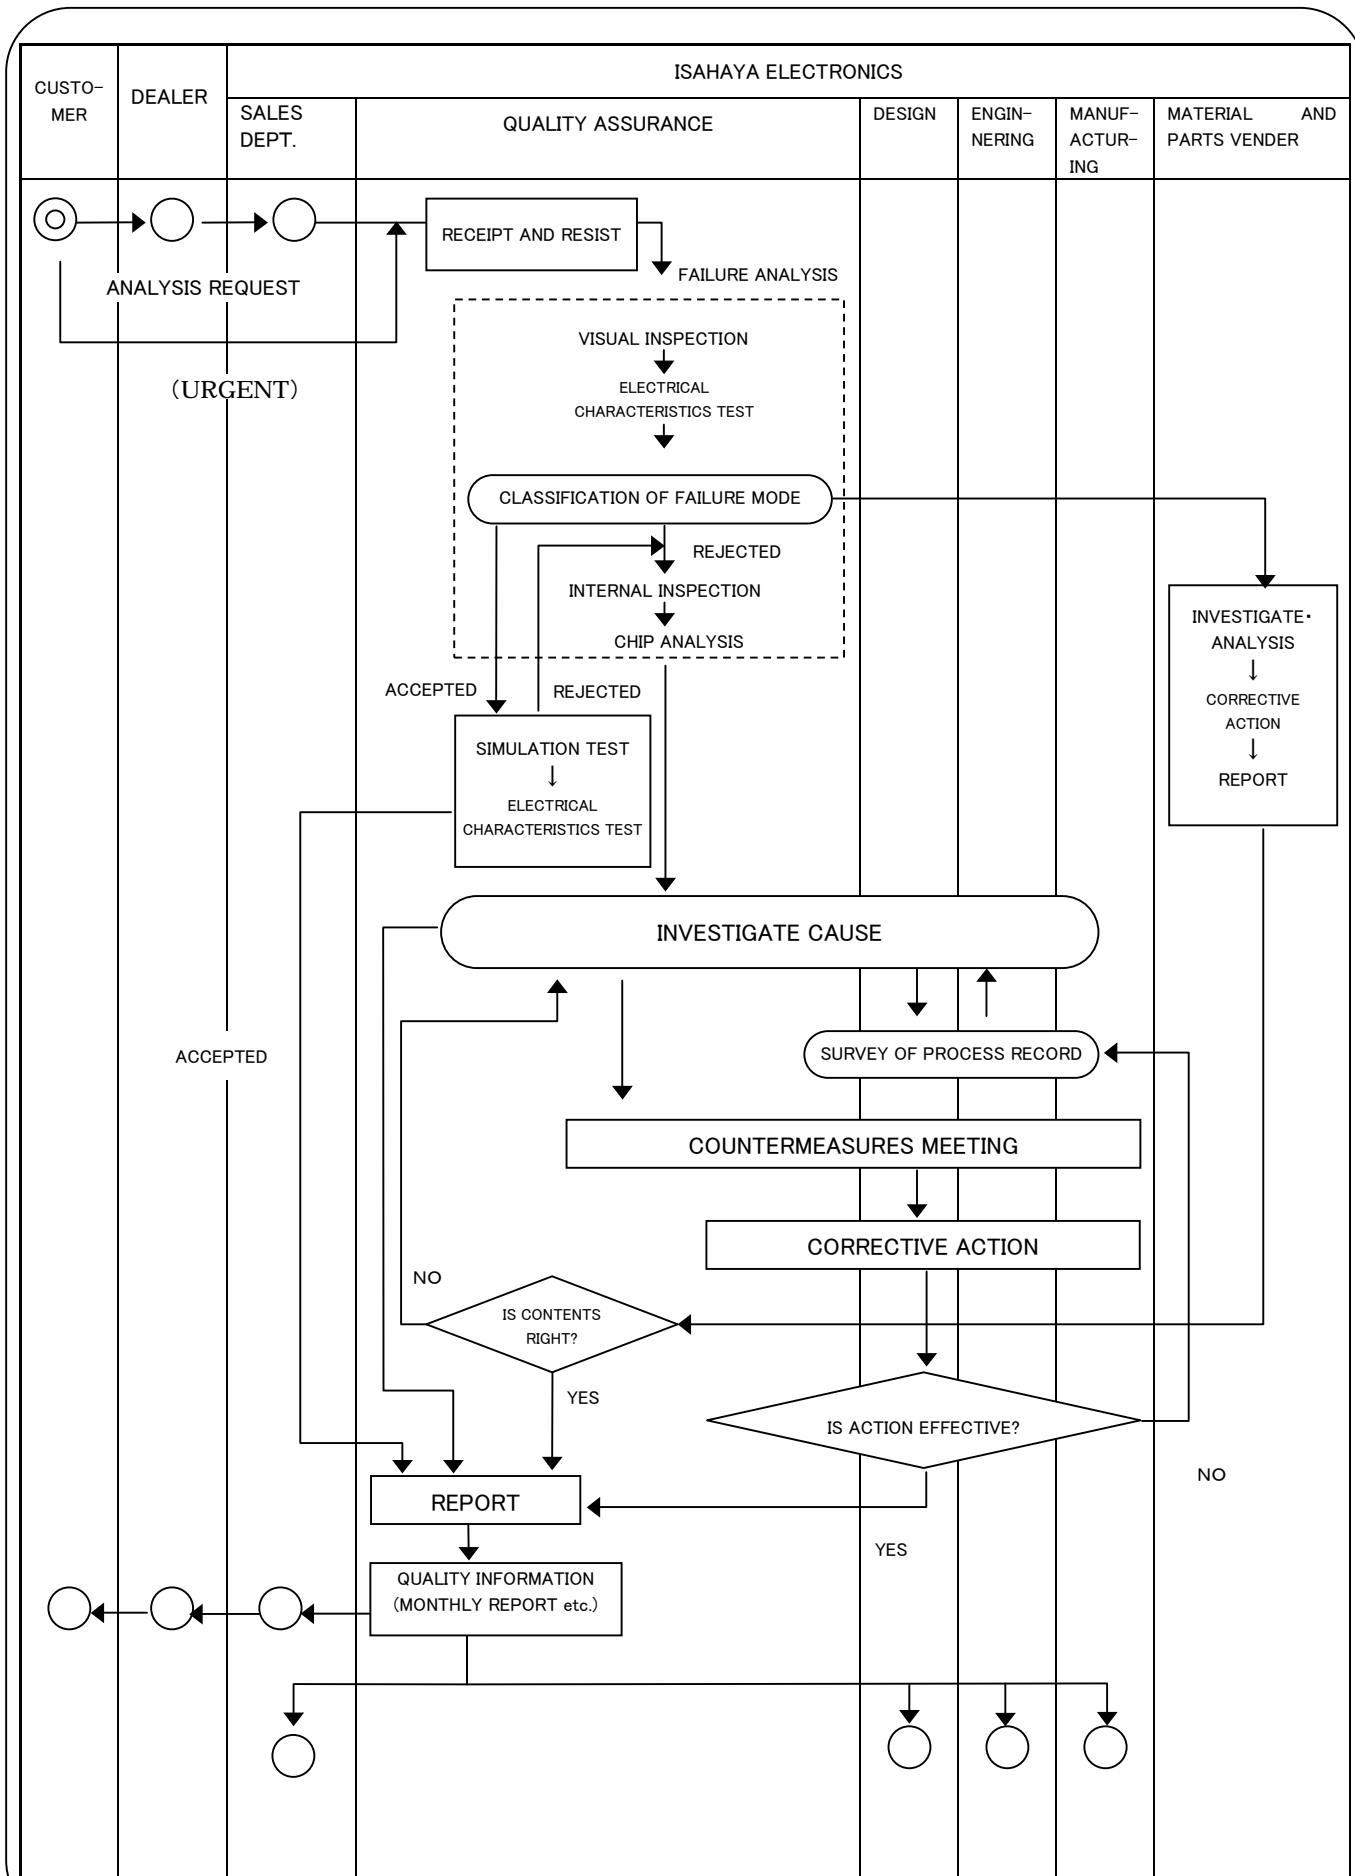 ISAHAYA ELECTRONICS
CUSTO-
MER
DEALER
SALES
DEPT.
QUALITY ASSURANCE
DESIGN
ENGIN-
NERING
MANUF-
ACTUR-
ING
MATERIAL AND
PARTS VENDER
RECEIPT AND RESIST
FAILURE ANALYSIS
ANALYSIS REQUEST
(URGENT)
VISUAL INSPECTION
ELECTRICAL
CHARACTERISTICS TEST
CLASSIFICATION OF FAILURE MODE
REJECTED
INTERNAL INSPECTION
CHIP ANALYSIS
INVESTIGATE・
ANALYSIS
↓
CORRECTIVE
ACTION
↓
REPORT
ACCEPTED
REJECTED
SIMULATION TEST
↓
ELECTRICAL
CHARACTERISTICS TEST
INVESTIGATE CAUSE
ACCEPTED
SURVEY OF PROCESS RECORD
COUNTERMEASURES MEETING
CORRECTIVE ACTION
NO
IS CONTENTS
RIGHT?
YES
IS ACTION EFFECTIVE?
NO
REPORT
YES
QUALITY INFORMATION
(MONTHLY REPORT etc.)